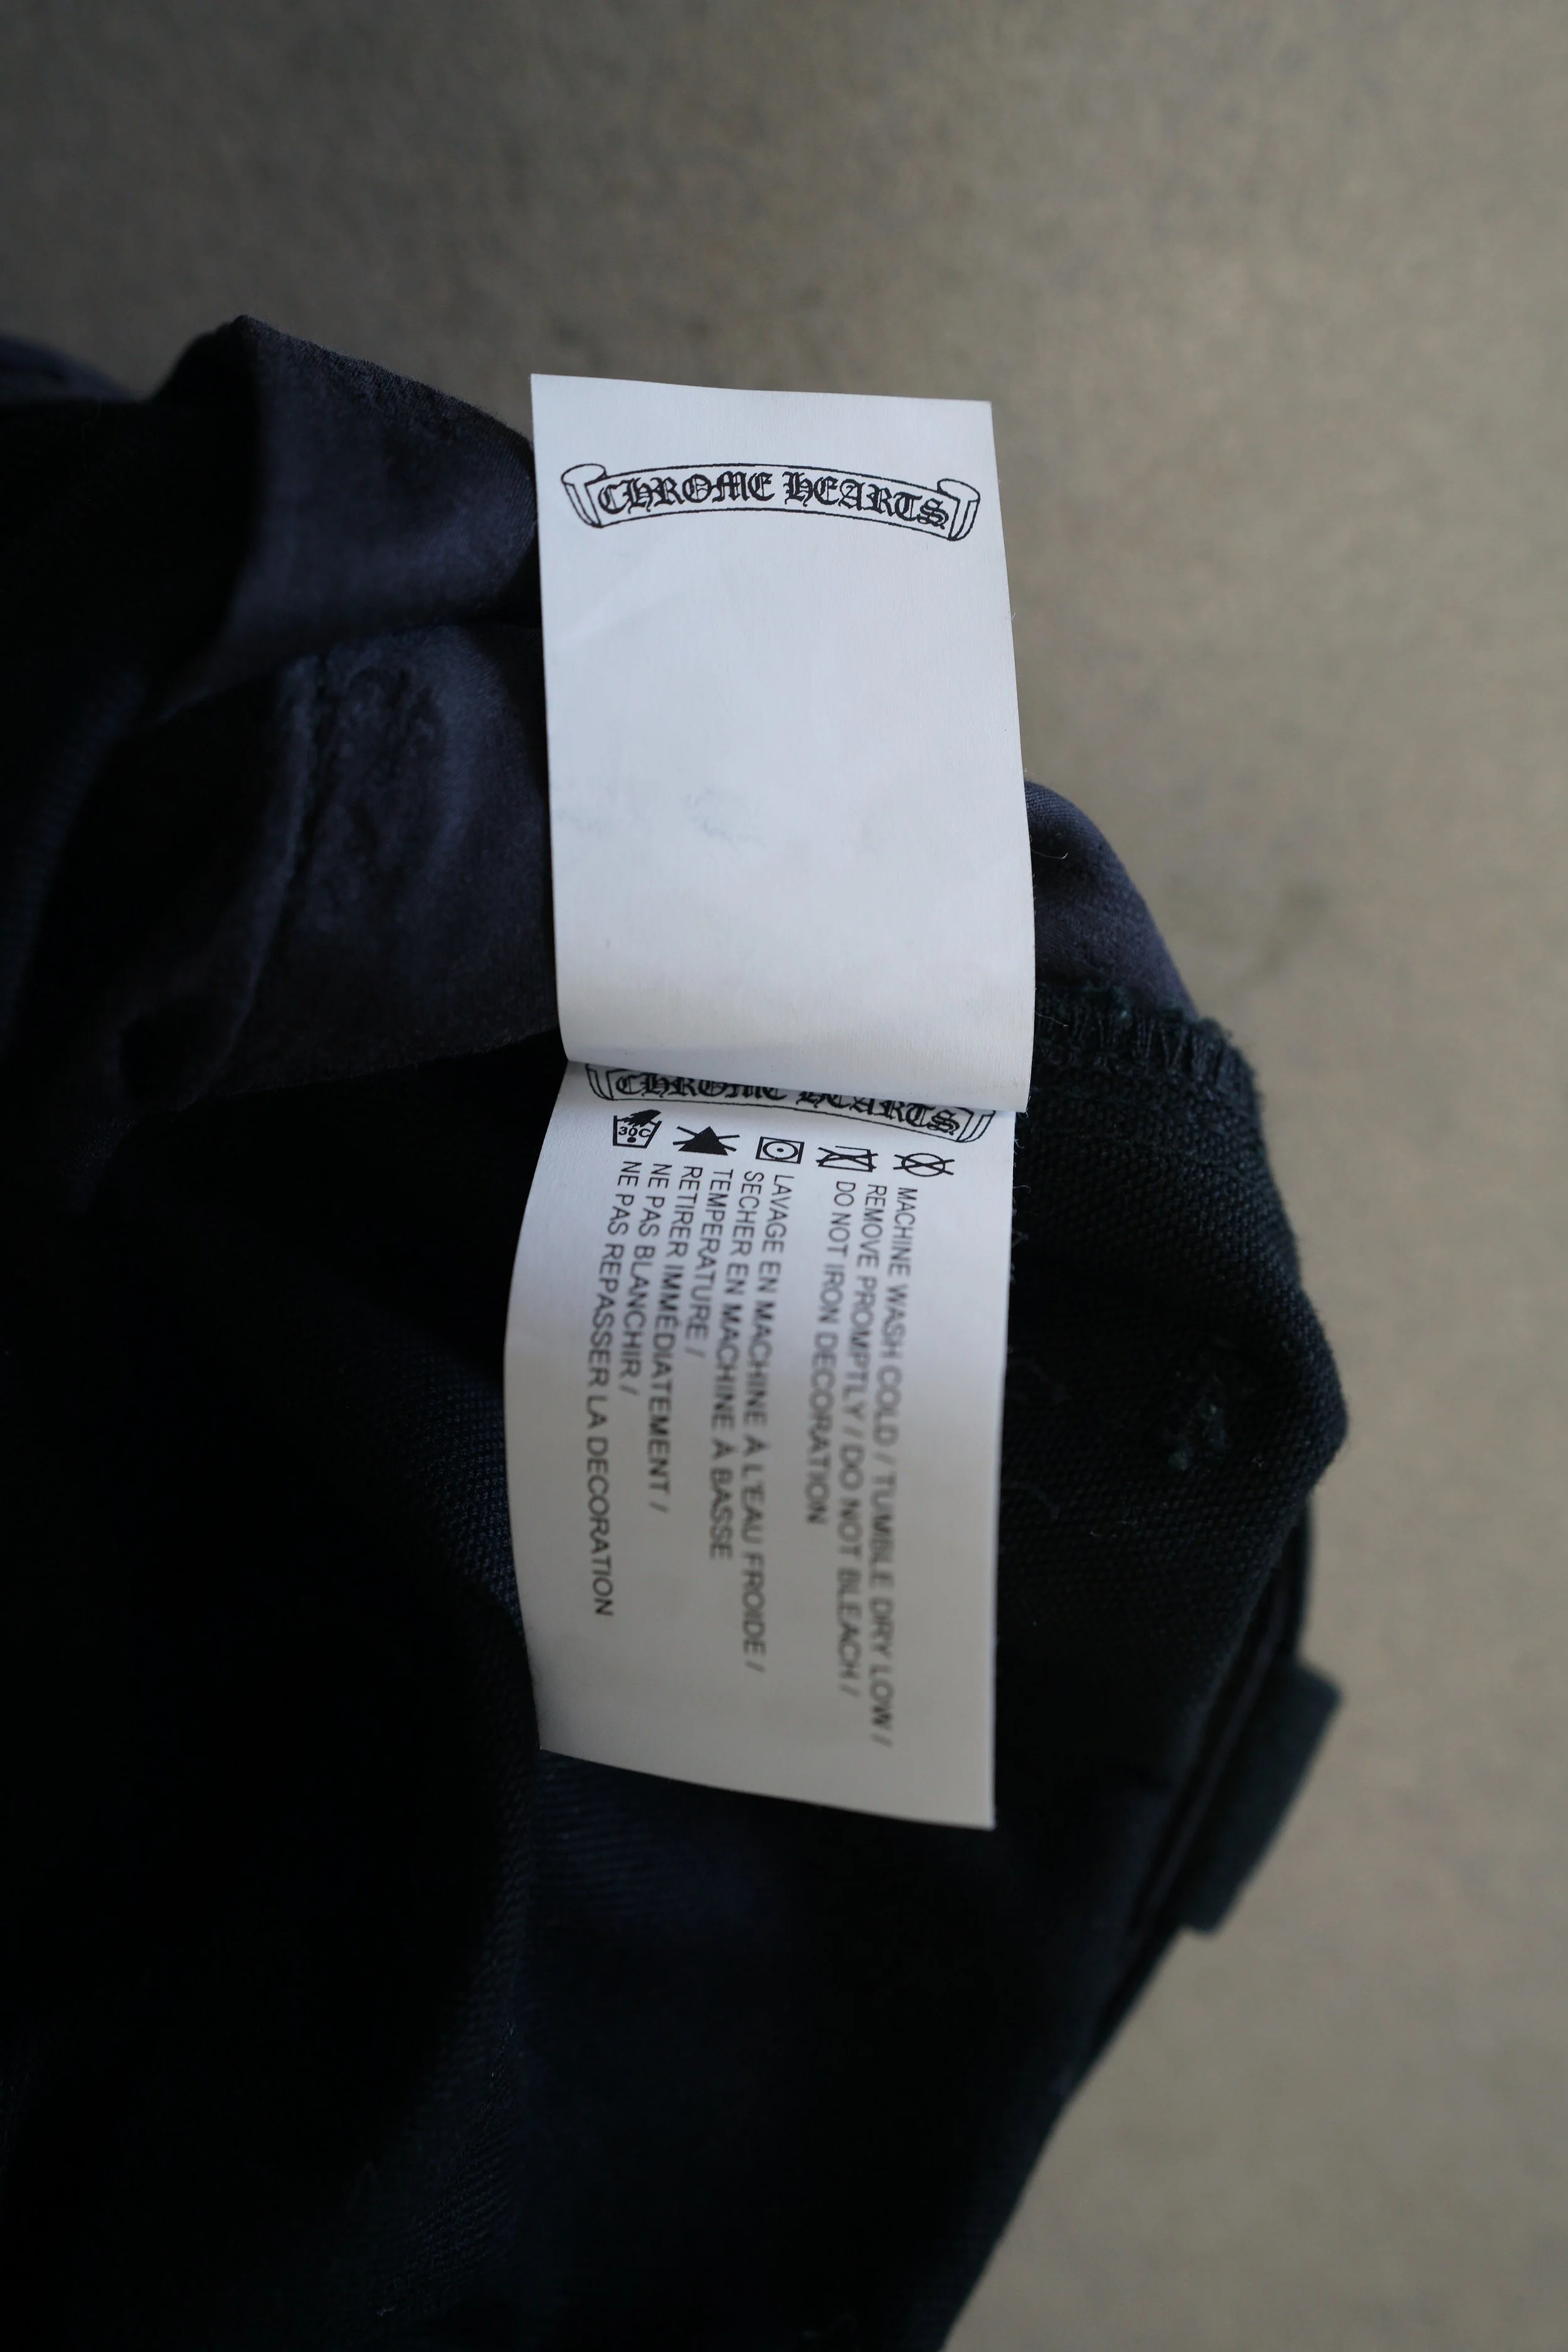 CHROME HEARTS
CHROME HEARTS
30C
MACHINE WASH COLD / TUMBLE DRY LOW /
REMOVE PROMPTLY / DO NOT BLEACH /
DO NOT IRON DECORATION
LAVAGE EN MACHINE À L'EAU FROIDE /
SECHER EN MACHINE À BASSE
TEMPERATURE /
RETIRER IMMÉDIATEMENT /
NE PAS BLANCHIR /
NE PAS REPASSER LA DECORATION